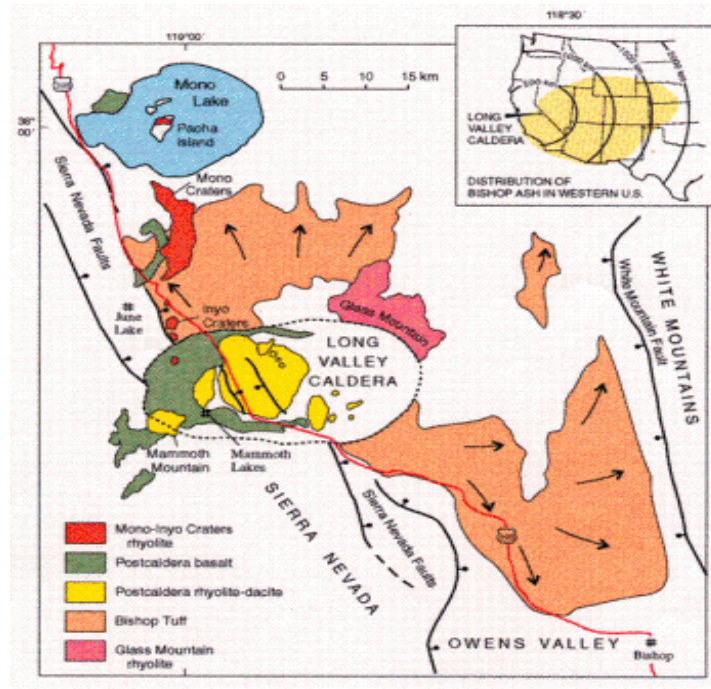 119°00'
118°30'
Mono
Lake
Paoha
Island
0 5 10 15 km
LONG
VALLEY
CALDERA
DISTRIBUTION OF
BISHOP ASH IN WESTERN U.S.
38°
00'
Mono
Craters
Sierra Nevada Faults
June
Lake
Inyo
Craters
Glass Mountain
White Mountain Fault
WHITE MOUNTAINS
LONG
VALLEY
CALDERA
Mammoth
Mountain
Mammoth
Lakes
SIERRA NEVADA
Sierra Nevada Faults
Mono-Inyo Craters
rhyolite
Postcaldera basalt
Postcaldera rhyolite-dacite
Bishop Tuff
Glass Mountain
rhyolite
OWENS VALLEY
Bishop